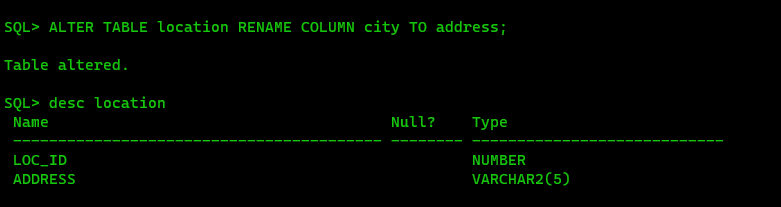 SQL> ALTER TABLE location RENAME COLUMN city TO address;
Table altered.
SQL> desc location
Name Null? Type
----------------------------------------- -------- ----------------------------
LOC_ID NUMBER
ADDRESS VARCHAR2(5)